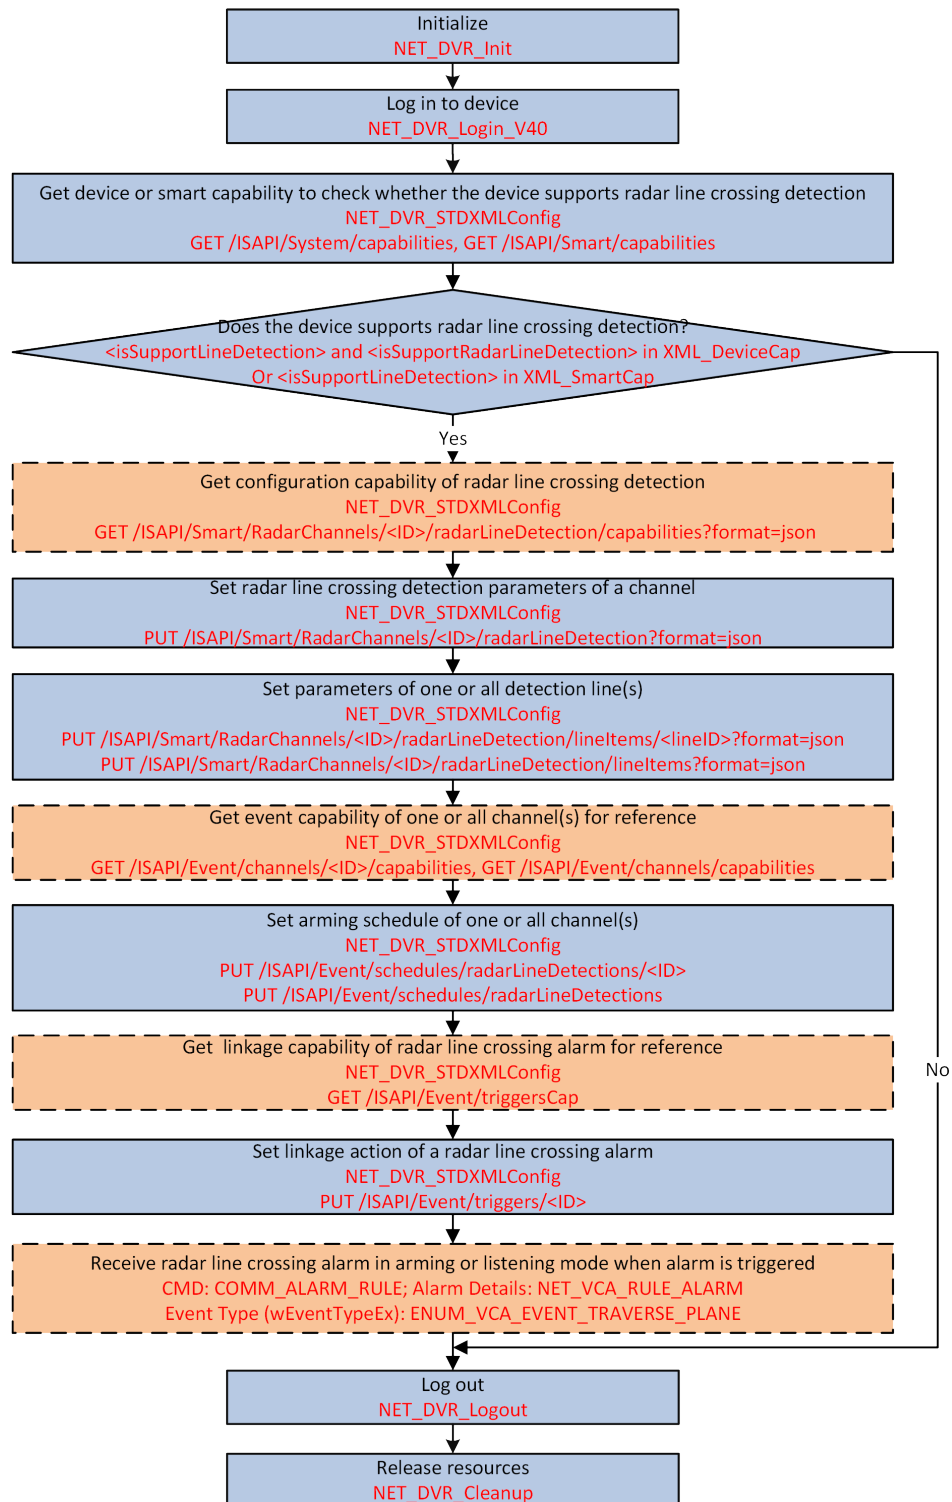 Initialize
NET_DVR_Init
Log in to device
NET_DVR_Login_V40
Get device or smart capability to check whether the device supports radar line crossing detection
NET_DVR_STDXMLConfig
GET /ISAPI/System/capabilities, GET /ISAPI/Smart/capabilities
Does the device supports radar line crossing detection?
<isSupportLineDetection> and <isSupportRadarLineDetection> in XML_DeviceCap
Or <isSupportLineDetection> in XML_SmartCap
Yes
Get configuration capability of radar line crossing detection
NET_DVR_STDXMLConfig
GET /ISAPI/Smart/RadarChannels/<ID>/radarLineDetection/capabilities?format=json
Set radar line crossing detection parameters of a channel
NET_DVR_STDXMLConfig
PUT /ISAPI/Smart/RadarChannels/<ID>/radarLineDetection?format=json
Set parameters of one or all detection line(s)
NET_DVR_STDXMLConfig
PUT /ISAPI/Smart/RadarChannels/<ID>/radarLineDetection/lineItems/<lineID>?format=json
PUT /ISAPI/Smart/RadarChannels/<ID>/radarLineDetection/lineItems?format=json
Get event capability of one or all channel(s) for reference
NET_DVR_STDXMLConfig
GET /ISAPI/Event/channels/<ID>/capabilities, GET /ISAPI/Event/channels/capabilities
Set arming schedule of one or all channel(s)
NET_DVR_STDXMLConfig
PUT /ISAPI/Event/schedules/radarLineDetections/<ID>
PUT /ISAPI/Event/schedules/radarLineDetections
Get linkage capability of radar line crossing alarm for reference
NET_DVR_STDXMLConfig
GET /ISAPI/Event/triggersCap
No
Set linkage action of a radar line crossing alarm
NET_DVR_STDXMLConfig
PUT /ISAPI/Event/triggers/<ID>
Receive radar line crossing alarm in arming or listening mode when alarm is triggered
CMD: COMM_ALARM_RULE; Alarm Details: NET_VCA_RULE_ALARM
Event Type (wEventTypeEx): ENUM_VCA_EVENT_TRAVERSE_PLANE
Log out
NET_DVR_Logout
Release resources
NET_DVR_Cleanup